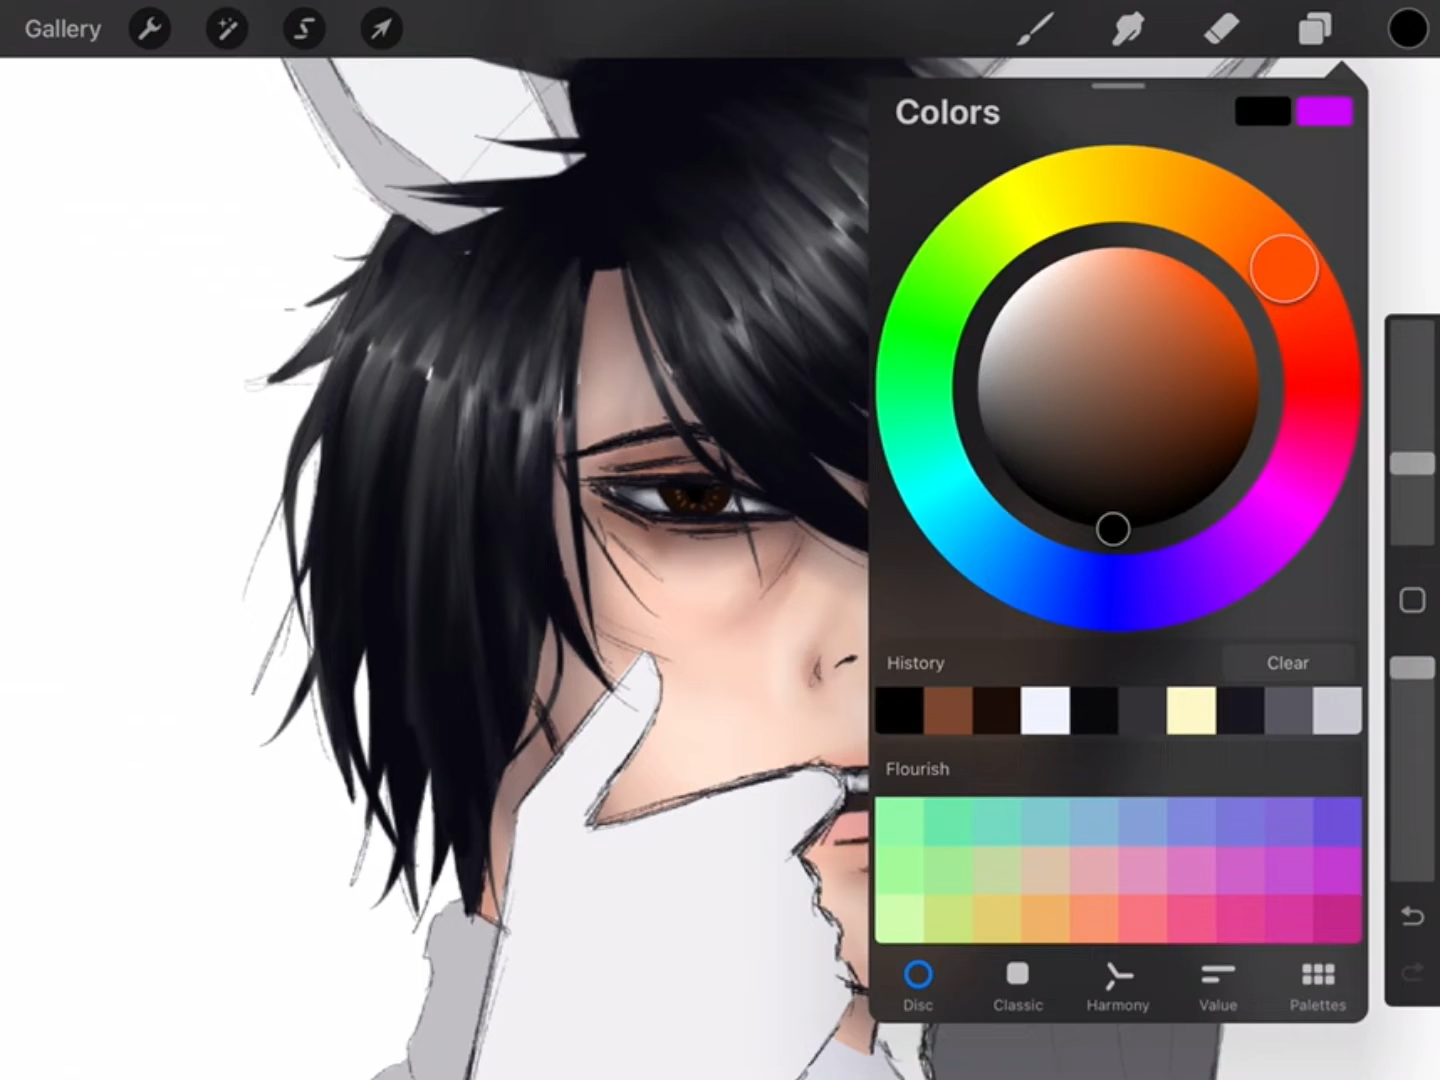 Gallery
Colors
History
Clear
Flourish
Disc
Classic
Harmony
Value
Palettes